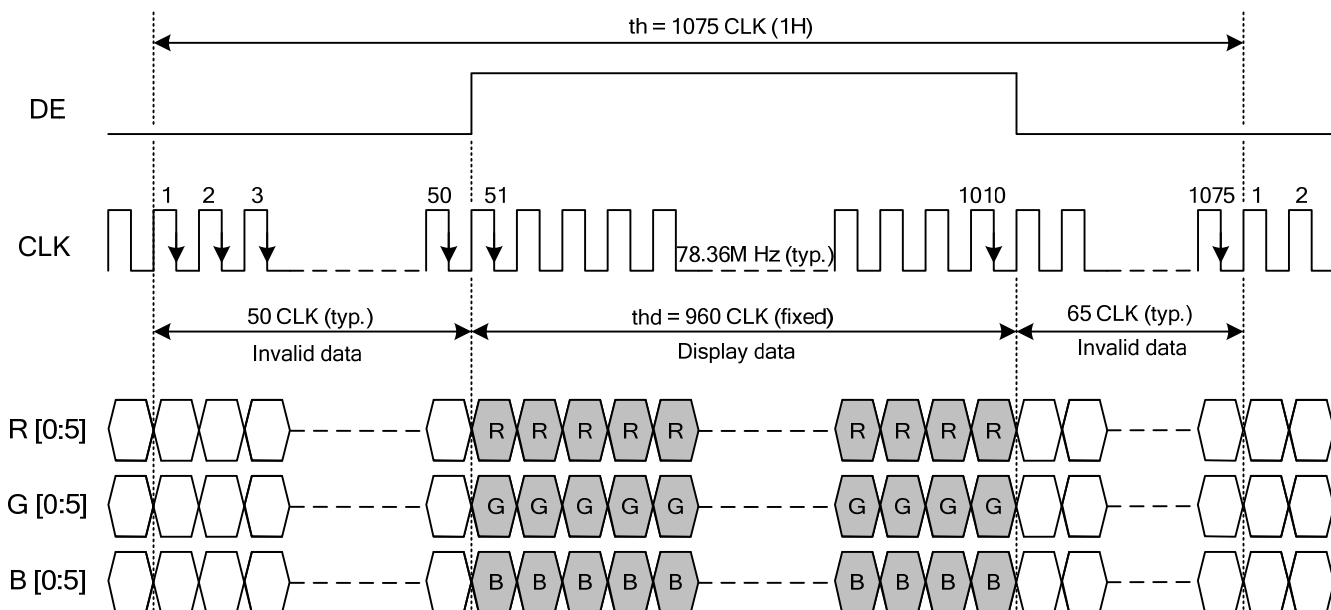 th = 1075 CLK (1H)
DE
1 2 3 50 51 1010 1075 1 2
CLK
78.36M Hz (typ.)
50 CLK (typ.) thd = 960 CLK (fixed) 65 CLK (typ.)
Invalid data Display data Invalid data
R [0:5] R R R R R R R R R
G [0:5] G G G G G G G G G
B [0:5] B B B B B B B B B